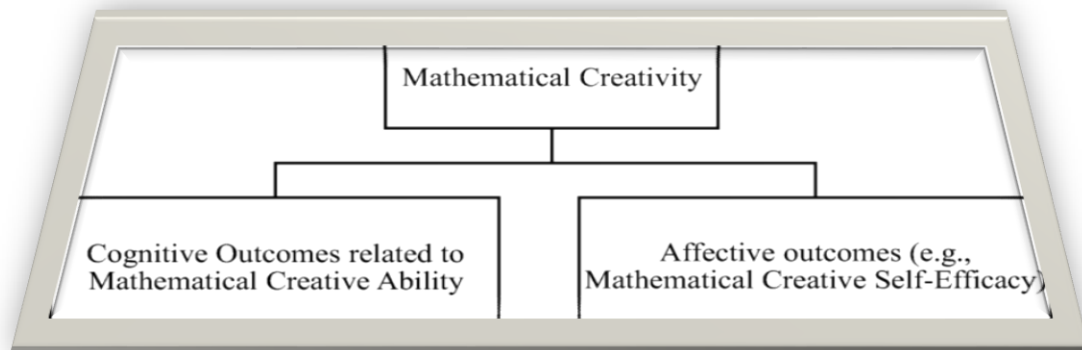 Mathematical Creativity
Cognitive Outcomes related to
Mathematical Creative Ability
Affective outcomes (e.g.,
Mathematical Creative Self-Efficacy)